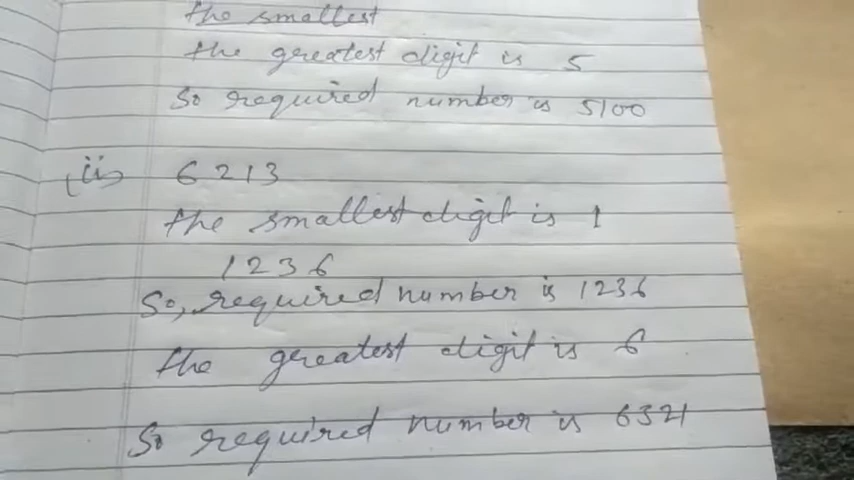 the smallest
the greatest digit is 5
So required number is 5100
(ii) 6213
the smallest digit is 1
1236
So, required number is 1236
the greatest digit is 6
So required number is 6321